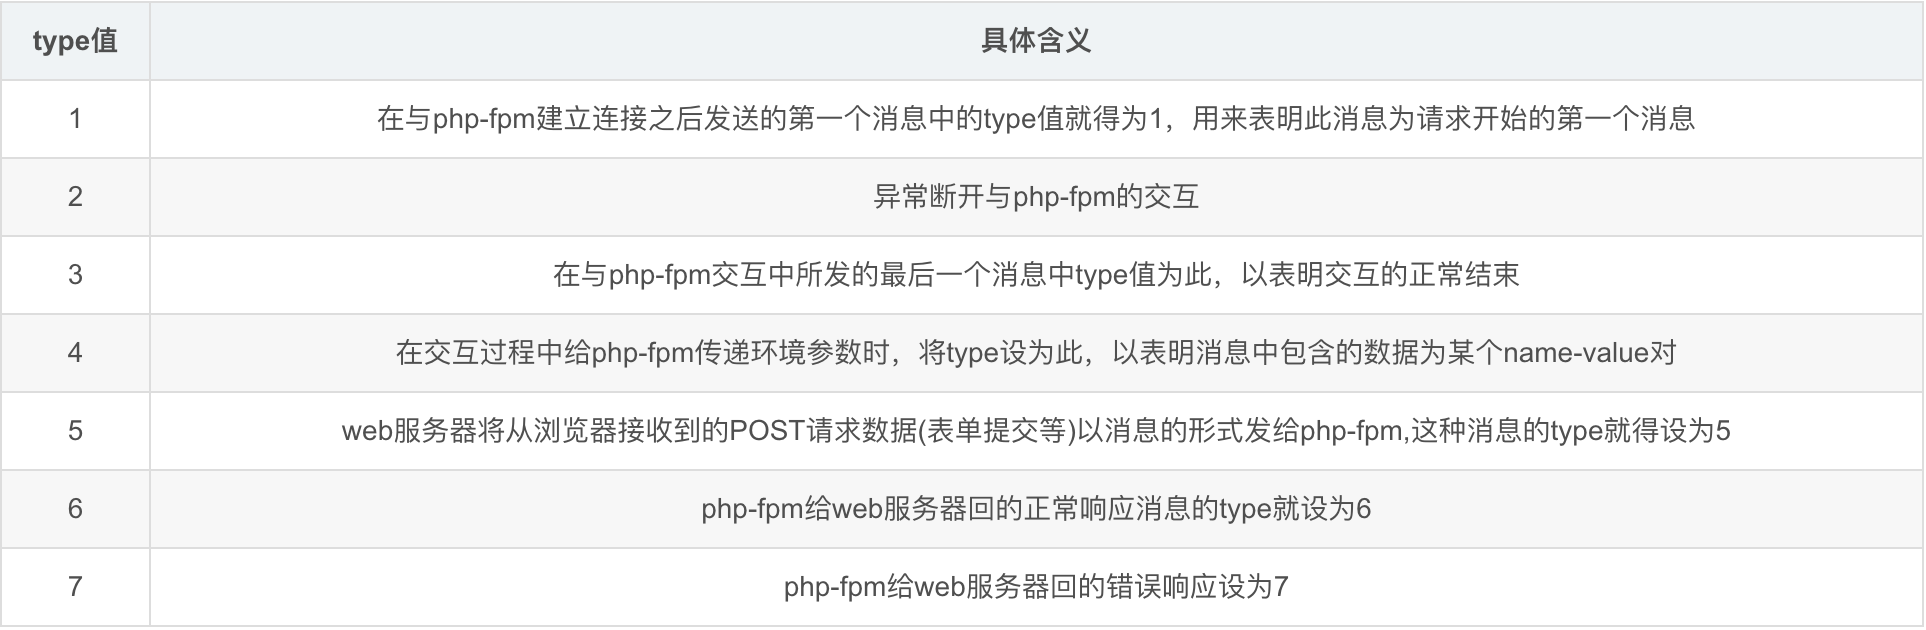 type值 具体含义
1 在与php-fpm建立连接之后发送的第一个消息中的type值就得为1，用来表明此消息为请求开始的第一个消息
2 异常断开与php-fpm的交互
3 在与php-fpm交互中所发的最后一个消息中type值为此，以表明交互的正常结束
4 在交互过程中给php-fpm传递环境参数时，将type设为此，以表明消息中包含的数据为某个name-value对
5 web服务器将从浏览器接收到的POST请求数据(表单提交等)以消息的形式发给php-fpm,这种消息的type就得设为5
6 php-fpm给web服务器回的正常响应消息的type就设为6
7 php-fpm给web服务器回的错误响应设为7